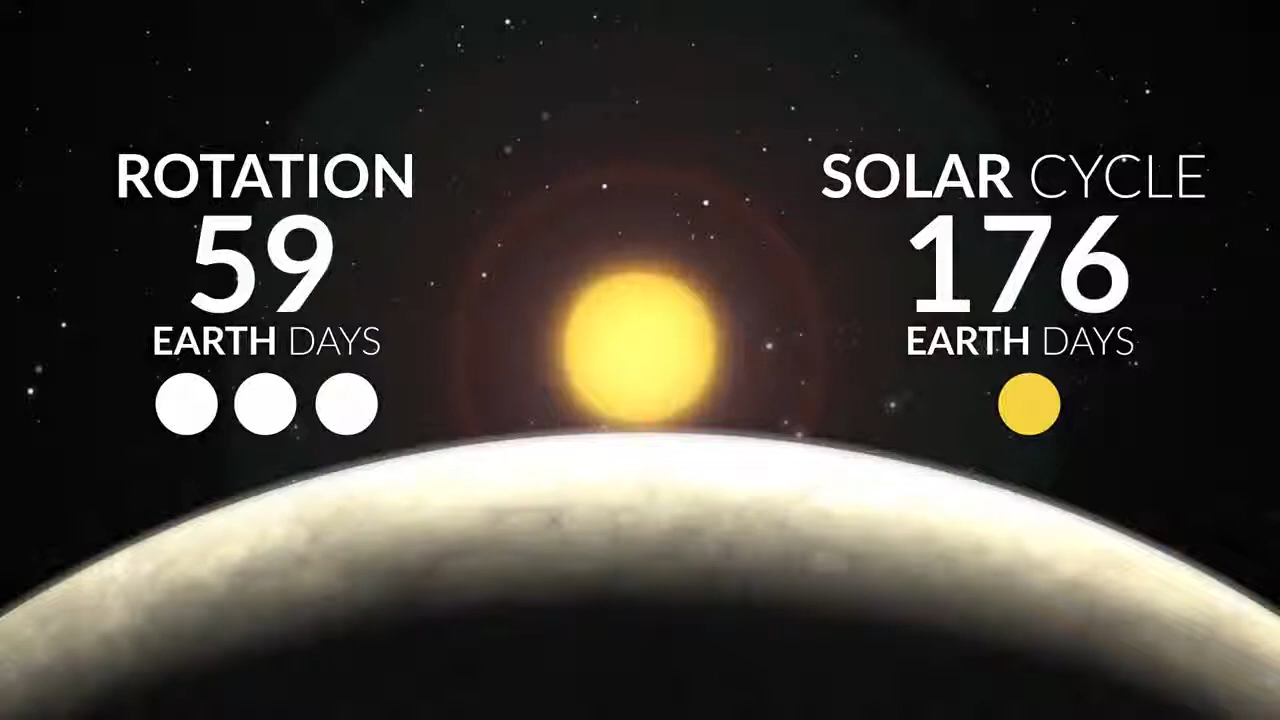 ROTATION
59
EARTH DAYS
SOLAR CYCLE
176
EARTH DAYS